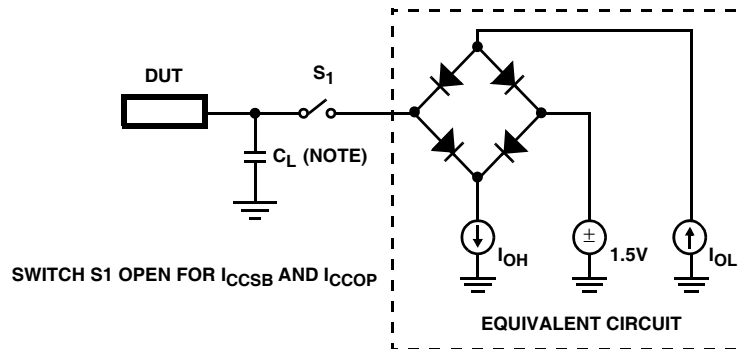 DUT
S1
CL (NOTE)
±
IOH
1.5V
IOL
SWITCH S1 OPEN FOR ICCSB AND ICCOP
EQUIVALENT CIRCUIT